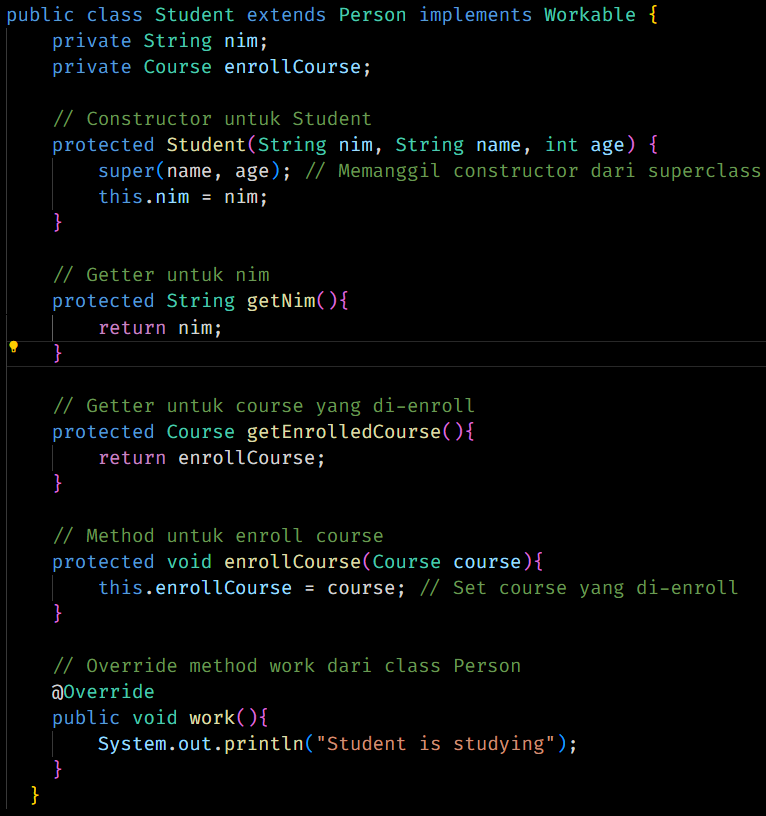 public class Student extends Person implements Workable {
    private String nim;
    private Course enrollCourse;

    // Constructor untuk Student
    protected Student(String nim, String name, int age) {
        super(name, age); // Memanggil constructor dari superclass
        this.nim = nim;
    }

    // Getter untuk nim
    protected String getNim(){
        return nim;
    }

    // Getter untuk course yang di-enroll
    protected Course getEnrolledCourse(){
        return enrollCourse;
    }

    // Method untuk enroll course
    protected void enrollCourse(Course course){
        this.enrollCourse = course; // Set course yang di-enroll
    }

    // Override method work dari class Person
    @Override
    public void work(){
        System.out.println("Student is studying");
    }
  }